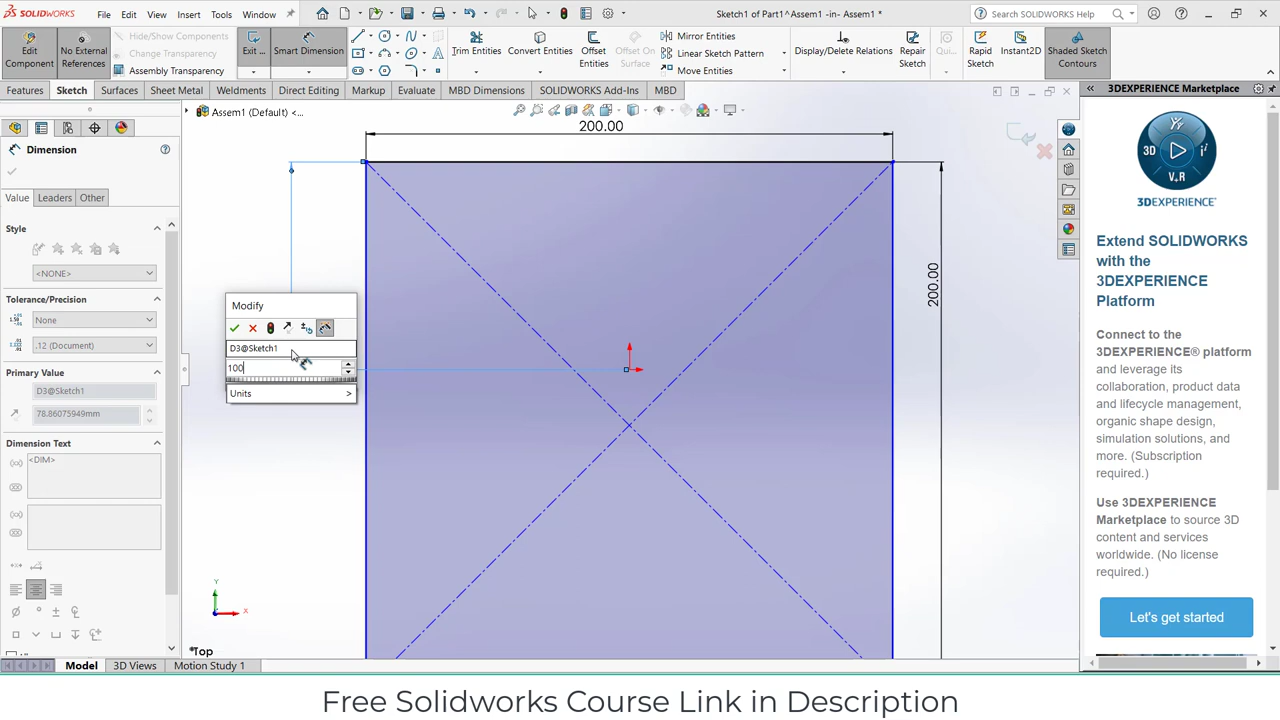 SOLIDWORKS
File
Edit
View
Insert
Tools
Window
Sketch1 of Part1^Assem1 -in- Assem1 *
Search SOLIDWORKS Help
Edit
Component
No External
References
Hide/Show Components
Change Transparency
Assembly Transparency
Exit ...
Smart Dimension
Trim Entities
Convert Entities
Offset
Entities
Offset On
Surface
Mirror Entities
Linear Sketch Pattern
Move Entities
Display/Delete Relations
Repair
Sketch
Qui...
Rapid
Sketch
Instant2D
Shaded Sketch
Contours
Features
Sketch
Surfaces
Sheet Metal
Weldments
Direct Editing
Markup
Evaluate
MBD Dimensions
SOLIDWORKS Add-Ins
MBD
3DEXPERIENCE Marketplace
Assem1 (Default) <...
Dimension
Value
Leaders
Other
Style
<NONE>
Tolerance/Precision
None
.12 (Document)
Primary Value
D3@Sketch1
78.86075949mm
Dimension Text
<DIM>
200.00
200.00
Modify
D3@Sketch1
100
Units
Y
X
*Top
3D
V,R
3DEXPERIENCE
Extend SOLIDWORKS
with the
3DEXPERIENCE
Platform
Connect to the
3DEXPERIENCE® platform
and leverage its
collaboration, product data
and lifecycle management,
organic shape design,
simulation solutions, and
more. (Subscription
required.)
Use 3DEXPERIENCE
Marketplace to source 3D
content and services
worldwide. (No license
required.)
Let's get started
Model
3D Views
Motion Study 1
Free Solidworks Course Link in Description